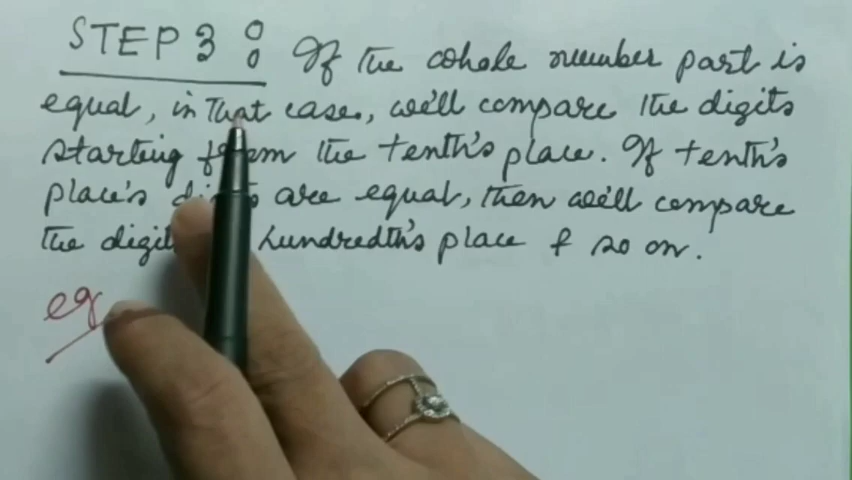 STEP 3 :
If the whole number part is
equal, in that case, we'll compare the digits
starting from the tenth's place. If tenth's
place's digits are equal, then we'll compare
the digit hundredth's place & so on.
eg